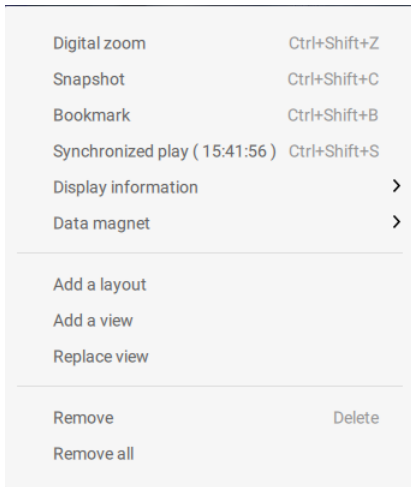 Digital zoom Ctrl+Shift+Z
Snapshot Ctrl+Shift+C
Bookmark Ctrl+Shift+B
Synchronized play ( 15:41:56 ) Ctrl+Shift+S
Display information
Data magnet
Add a layout
Add a view
Replace view
Remove Delete
Remove all